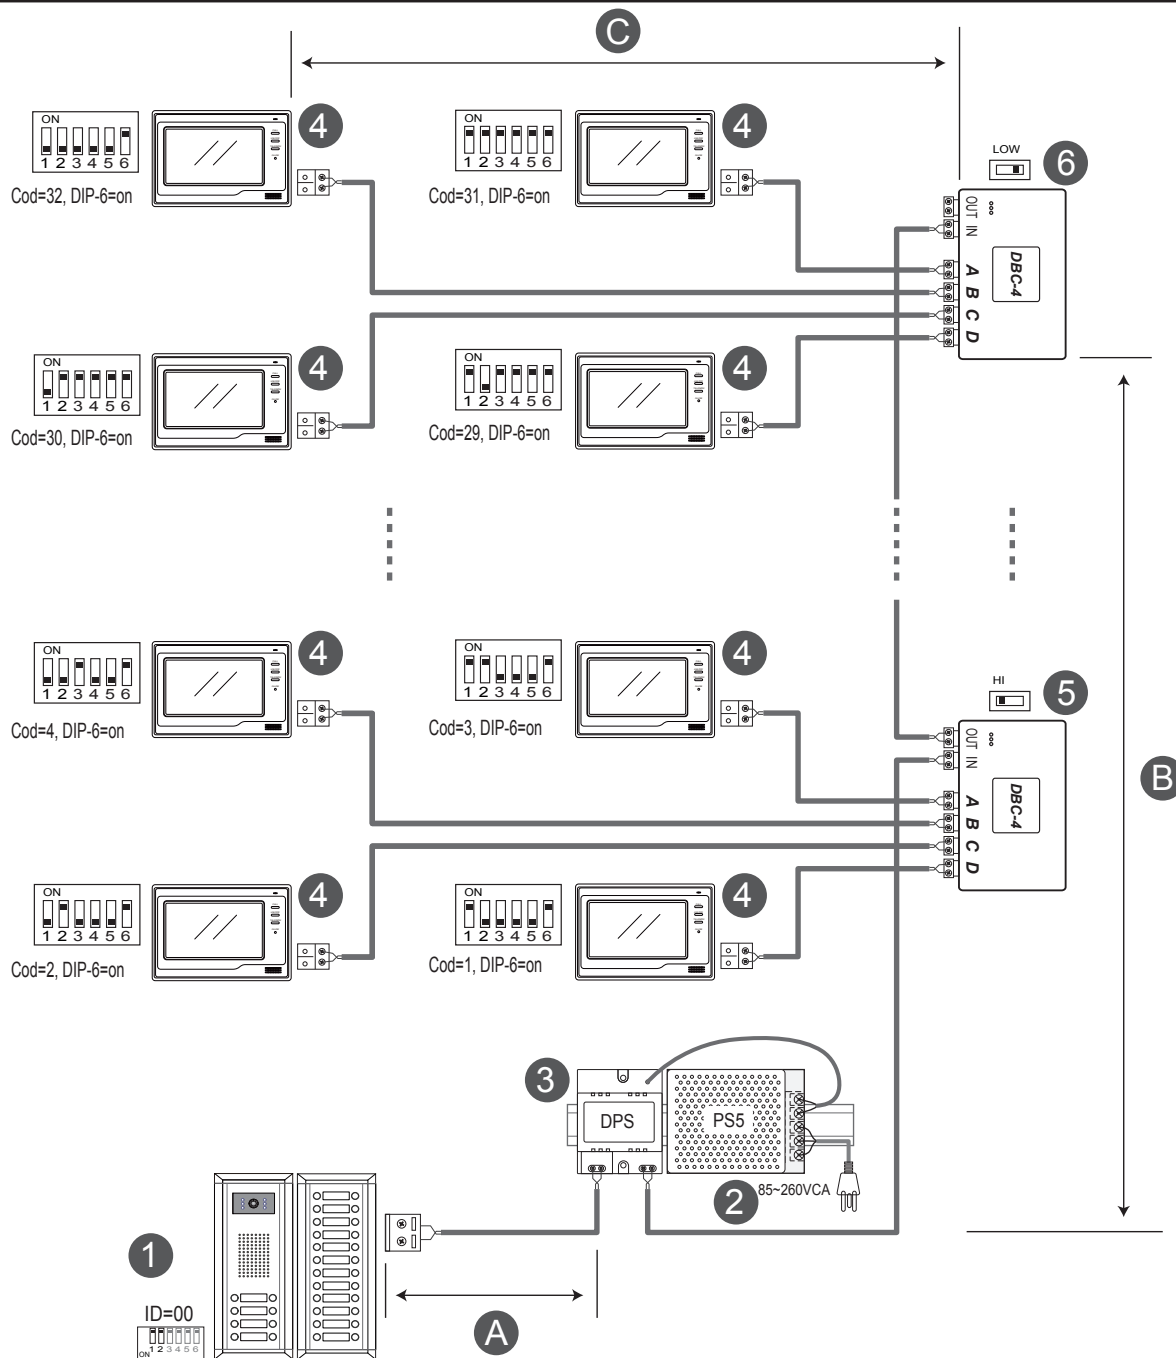 C
ON
1 2 3 4 5 6
Cod=32, DIP-6=on
4
ON
1 2 3 4 5 6
Cod=31, DIP-6=on
4
LOW
6
OUT IN
A
B
C
D
DBC-4
ON
1 2 3 4 5 6
Cod=30, DIP-6=on
4
ON
1 2 3 4 5 6
Cod=29, DIP-6=on
4
ON
1 2 3 4 5 6
Cod=4, DIP-6=on
4
ON
1 2 3 4 5 6
Cod=3, DIP-6=on
4
HI
5
OUT IN
A
B
C
D
DBC-4
B
ON
1 2 3 4 5 6
Cod=2, DIP-6=on
4
ON
1 2 3 4 5 6
Cod=1, DIP-6=on
4
3
DPS
PS5
2
85~260VCA
1
ID=00
1 2 3 4 5 6
ON
A